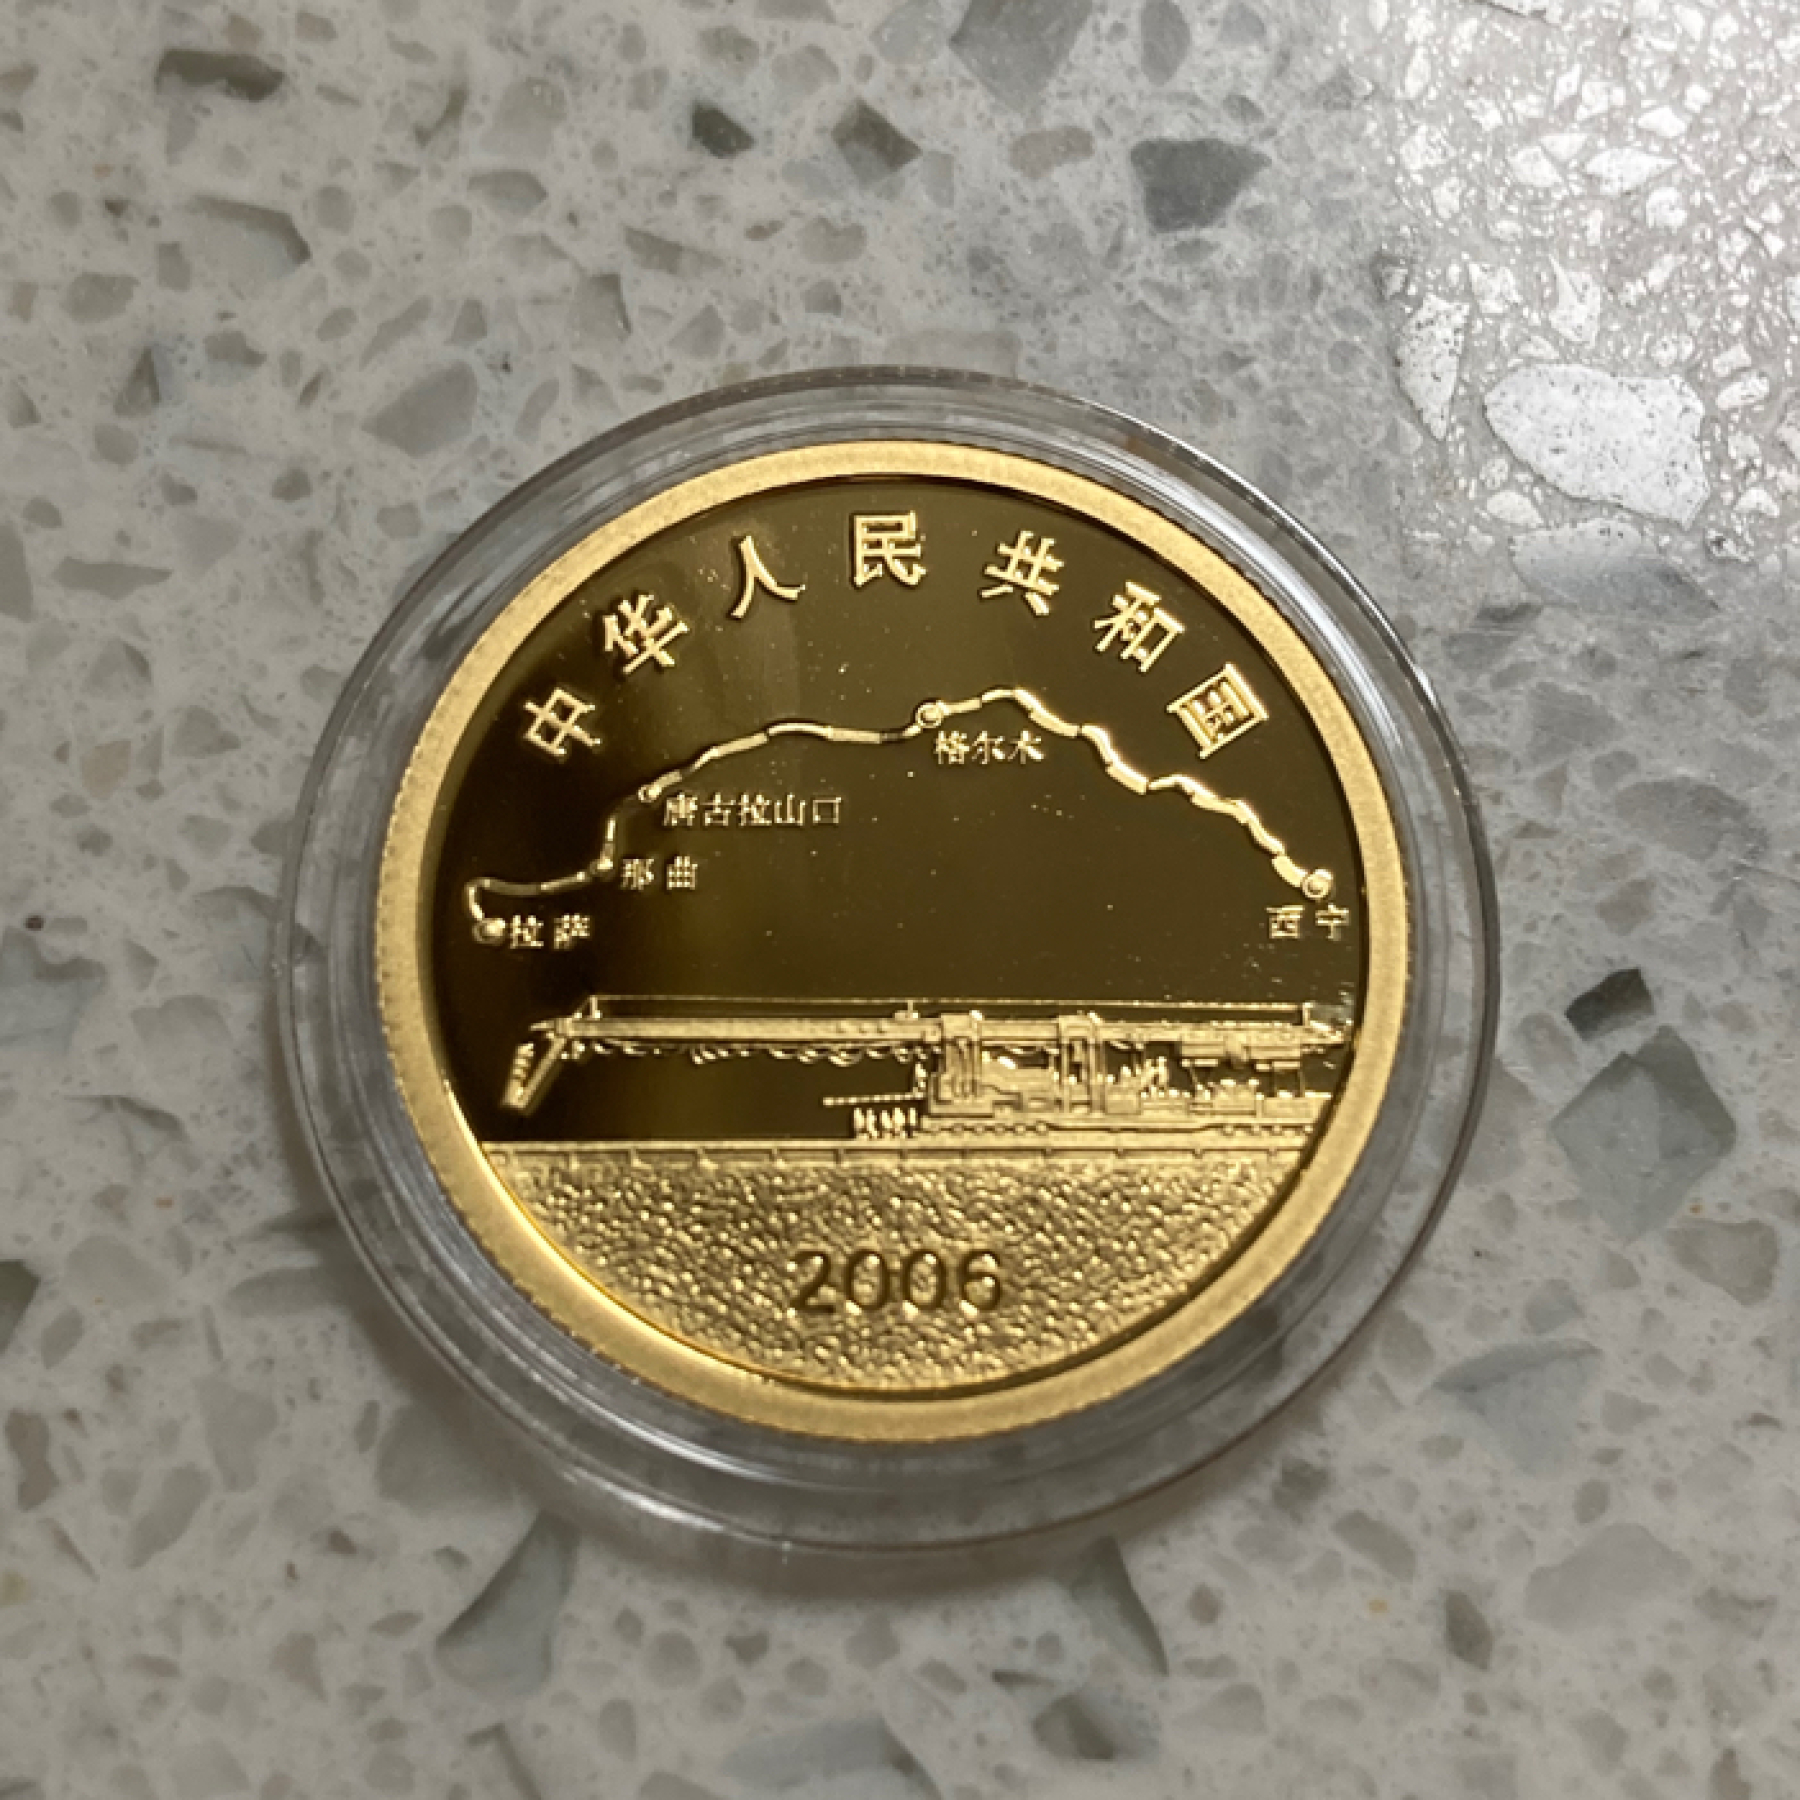 中华人民共和国
格尔木
唐古拉山口
那曲
拉萨
西宁
2006